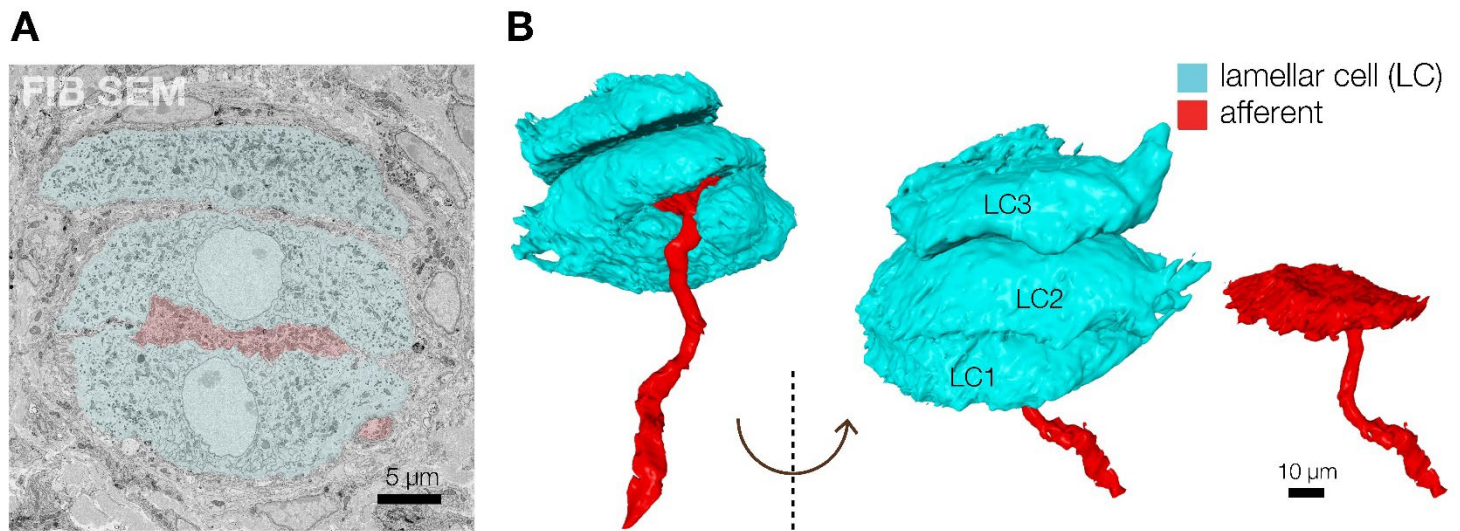 A
B
FIB SEM
5 µm
lamellar cell (LC)
afferent
LC3
LC2
LC1
10 µm